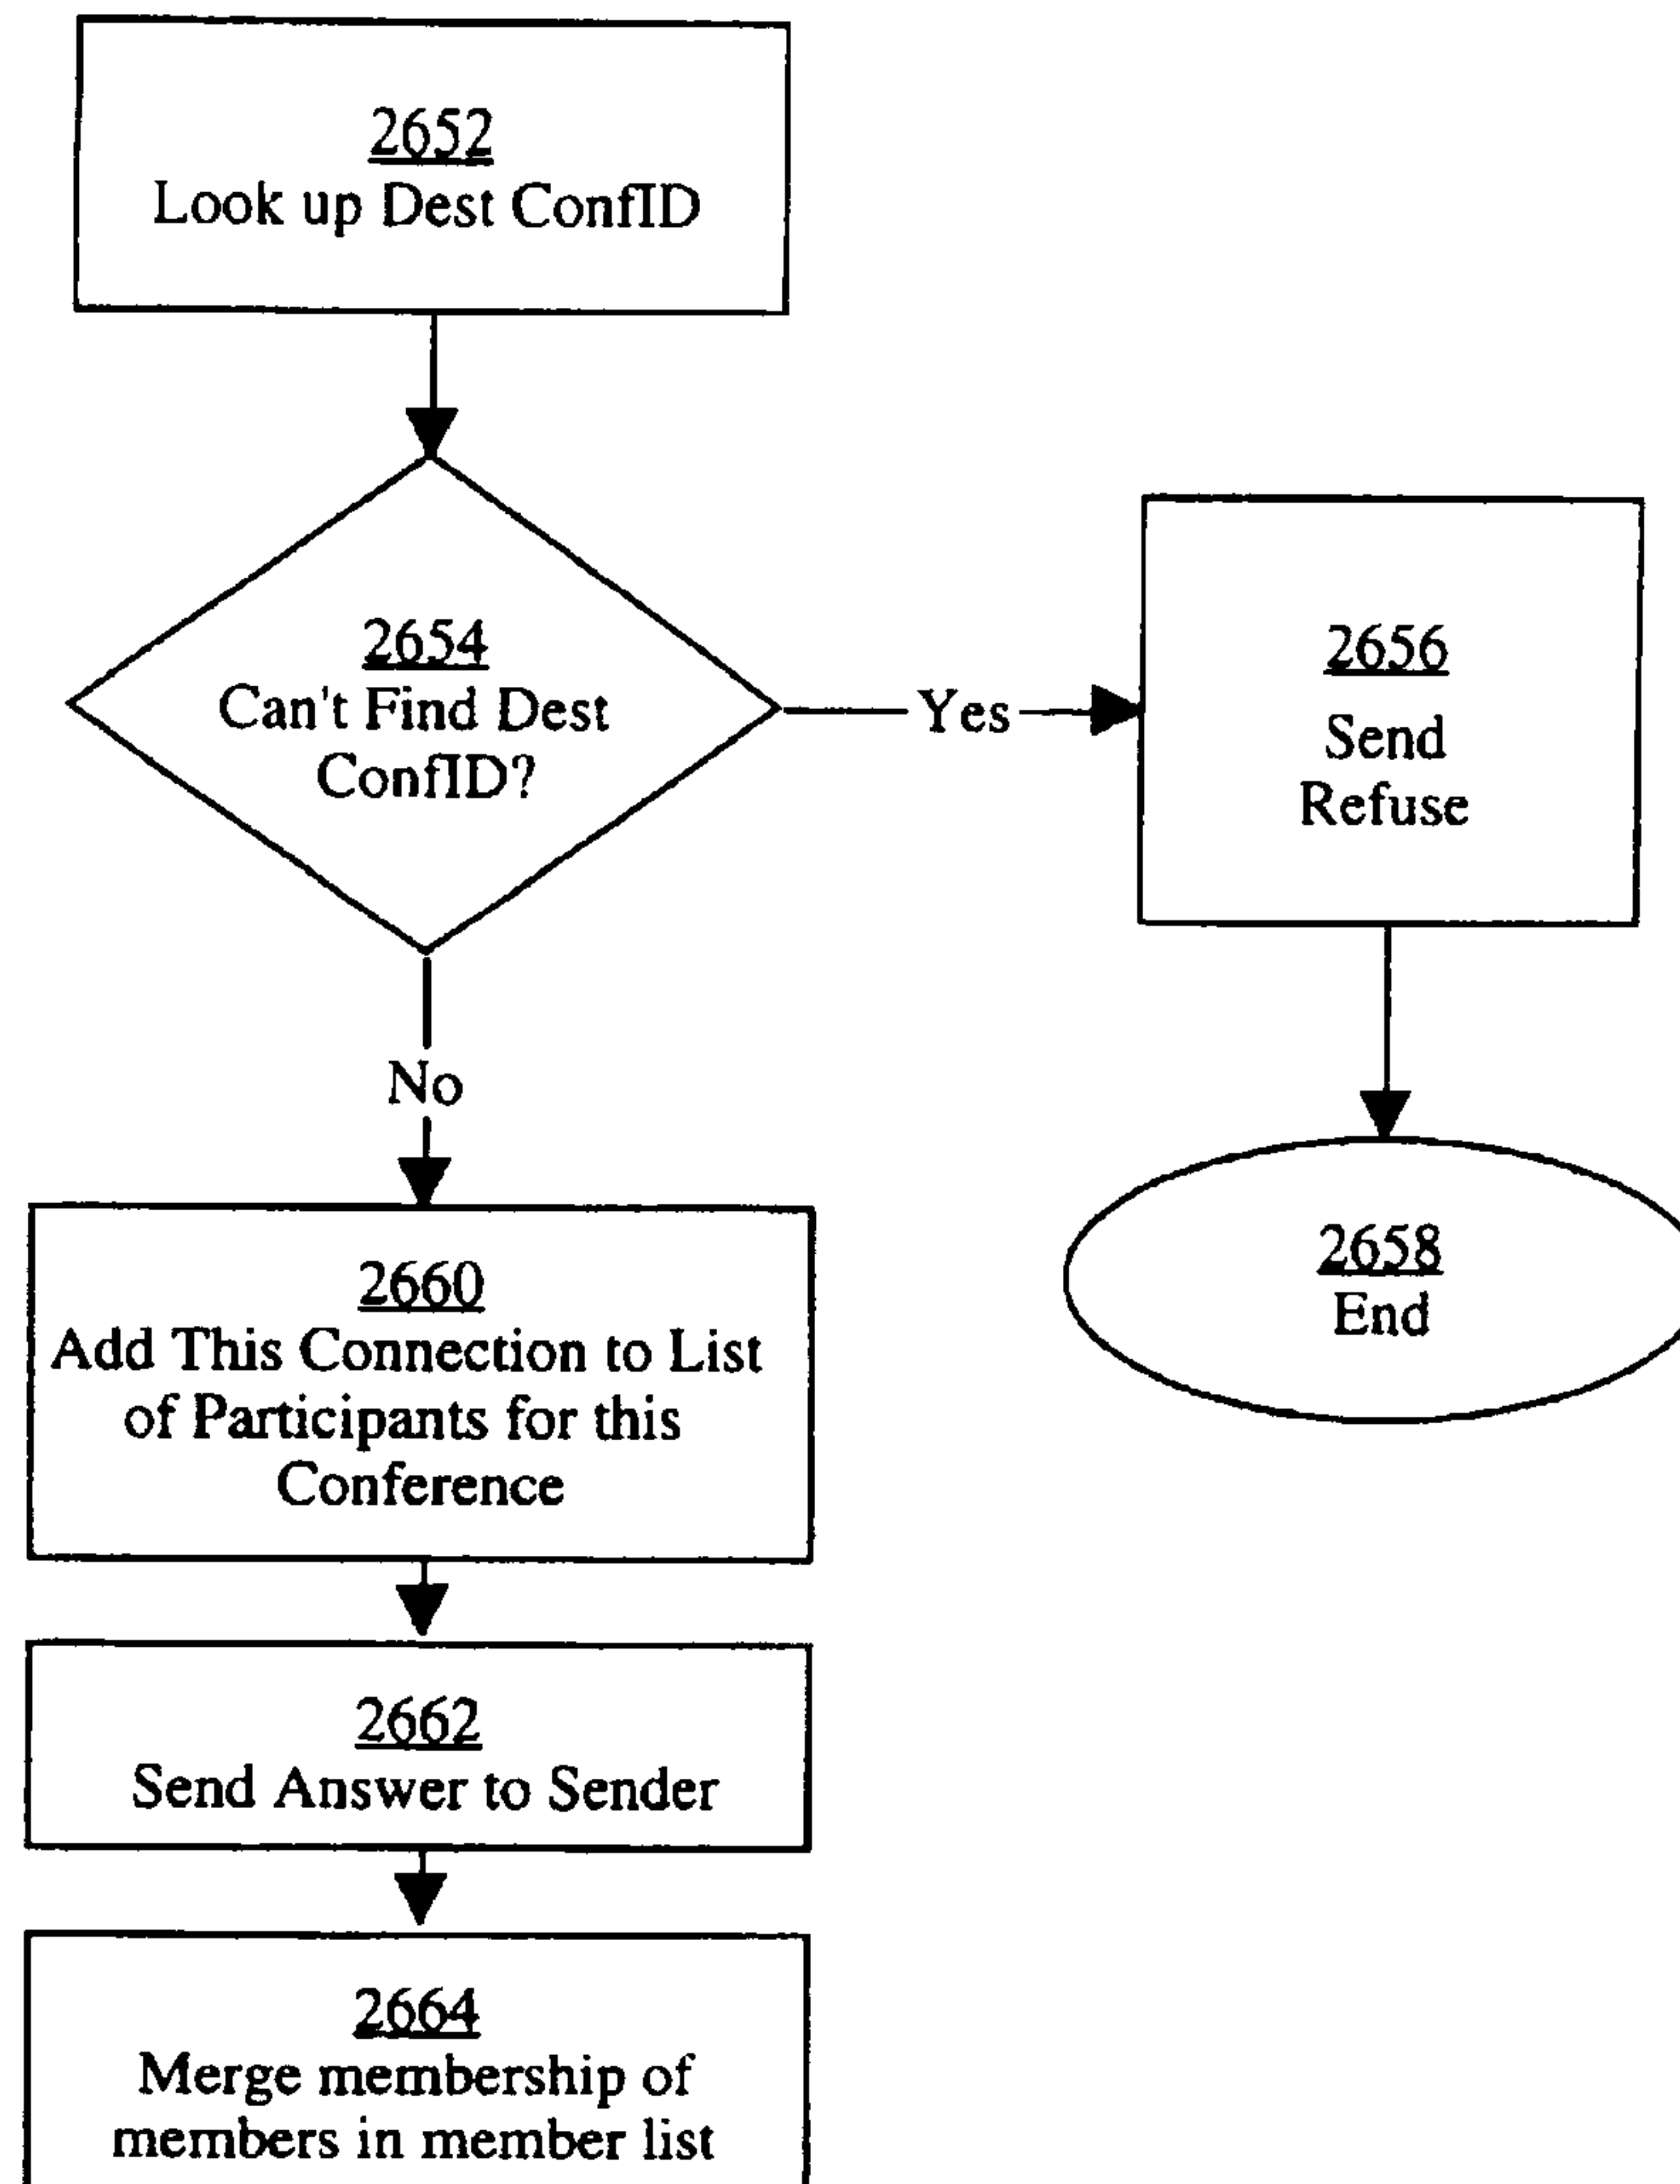 2652
Look up Dest ConfID
2654
Can't Find Dest
ConfID?
Yes
2656
Send
Refuse
No
2658
End
2660
Add This Connection to List
of Participants for this
Conference
2662
Send Answer to Sender
2664
Merge membership of
members in member list